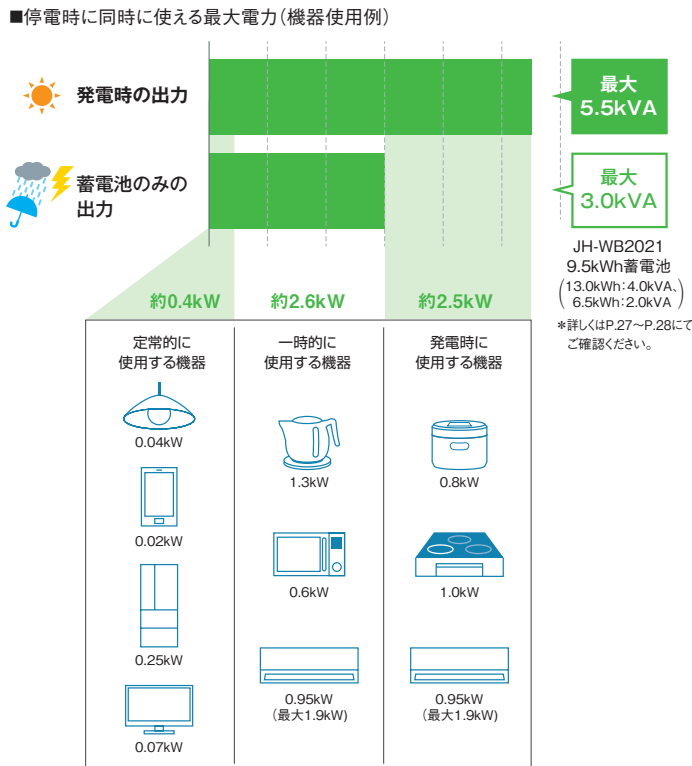 ■停電時に同時に使える最大電力（機器使用例）
発電時の出力
最大
5.5kVA
蓄電池のみの
出力
最大
3.0kVA
JH-WB2021
9.5kWh蓄電池
（13.0kWh：4.0kVA、
6.5kWh：2.0kVA）
＊詳しくはP.27〜P.28にて
ご確認ください。
約0.4kW
約2.6kW
約2.5kW
定常的に
使用する機器
0.04kW
0.02kW
0.25kW
0.07kW
一時的に
使用する機器
1.3kW
0.6kW
0.95kW
（最大1.9kW）
発電時に
使用する機器
0.8kW
1.0kW
0.95kW
（最大1.9kW）